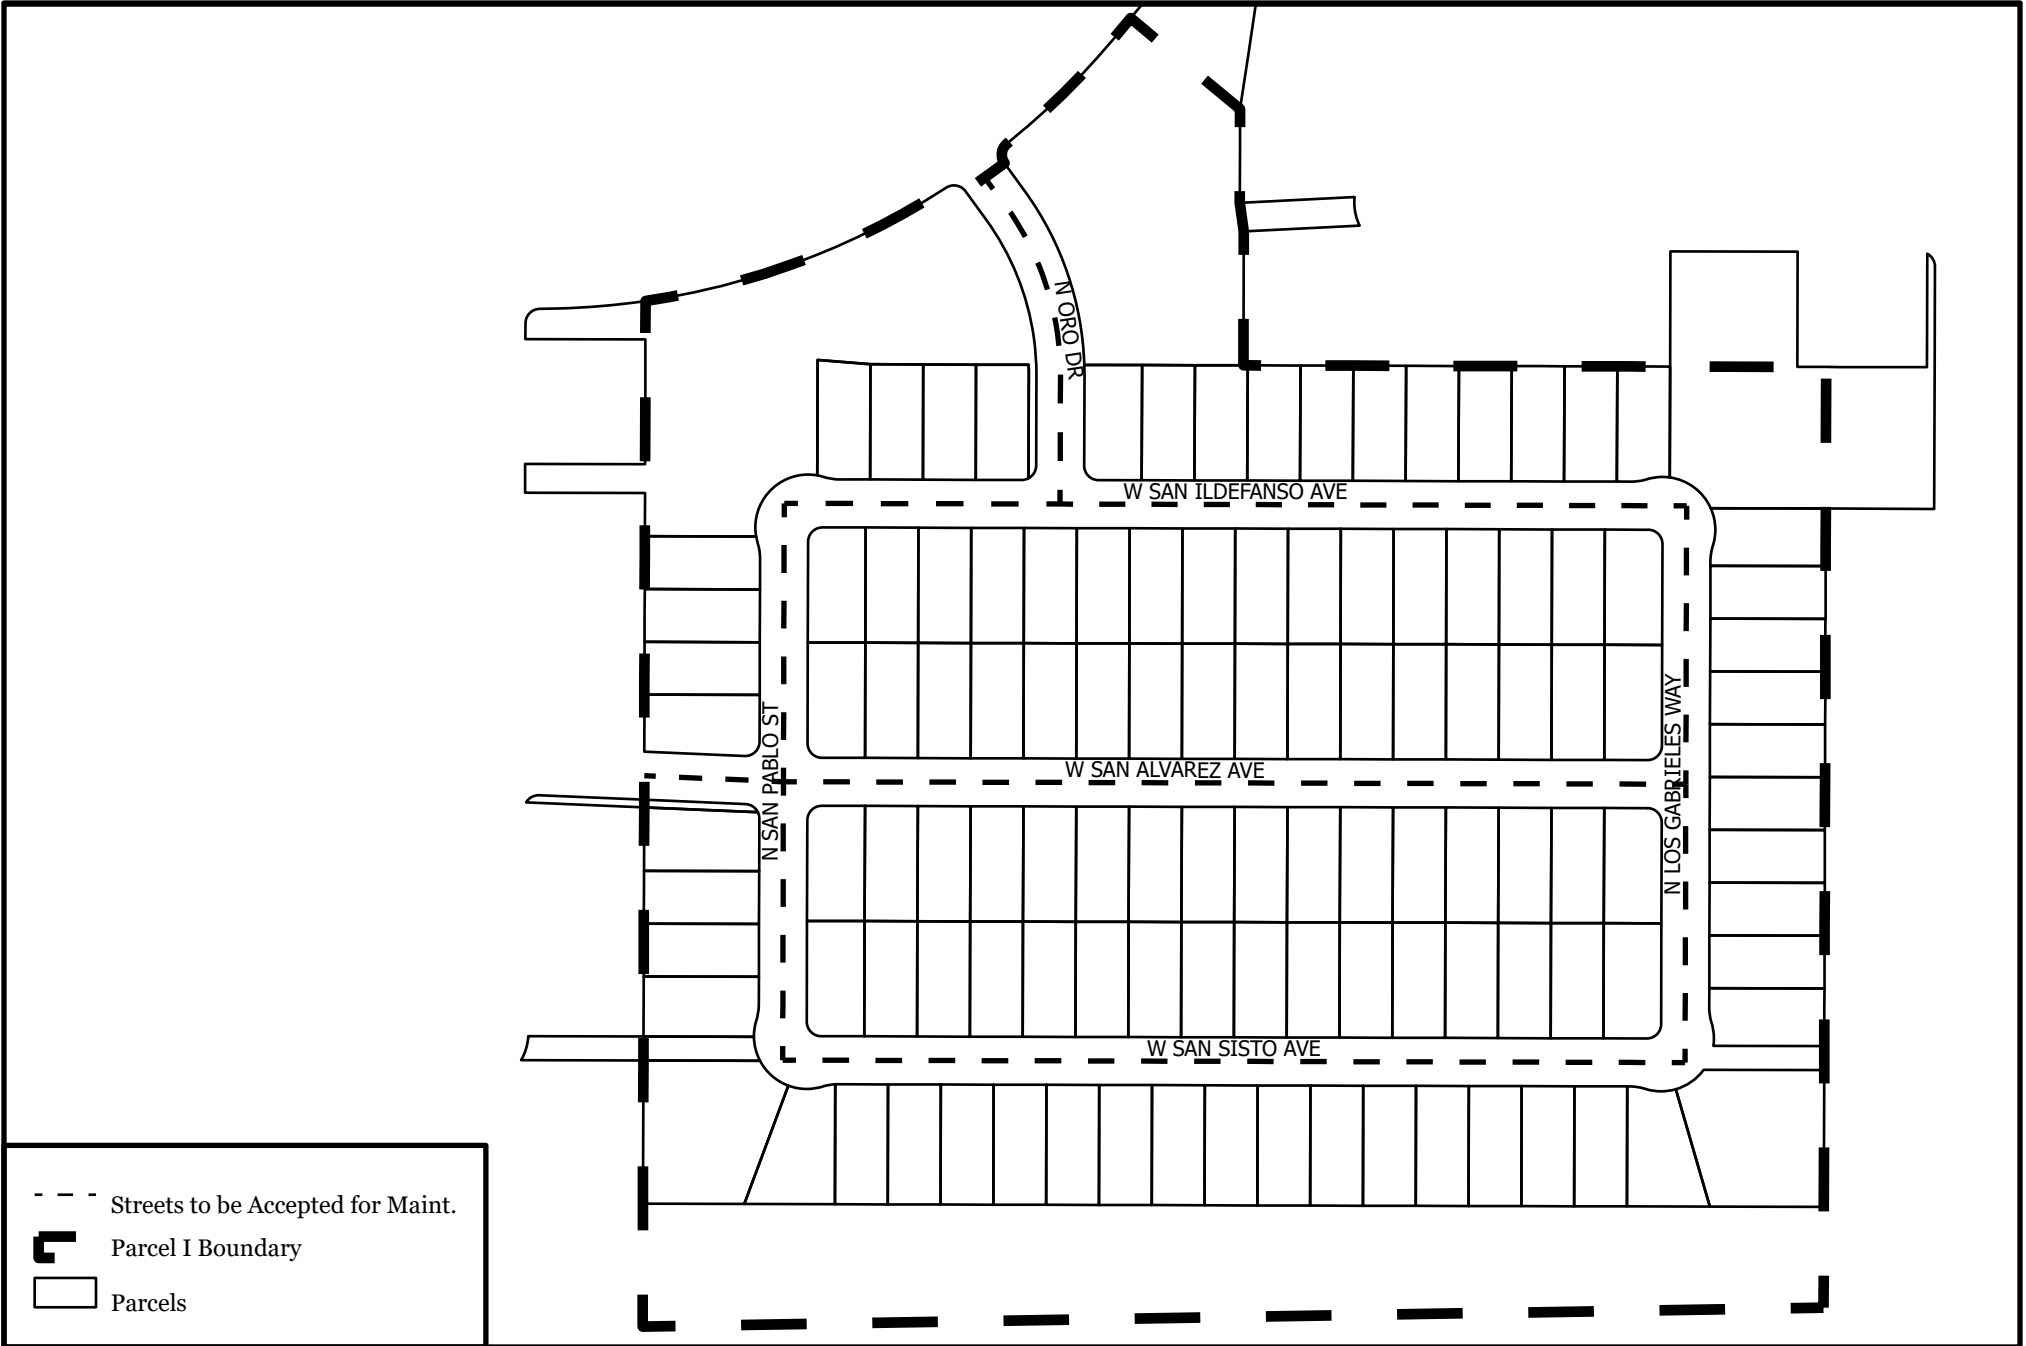 N ORO DR
W SAN ILDEFANSO AVE
N SAN PABLO ST
W SAN ALVAREZ AVE
N LOS GABRIELES WAY
W SAN SISTO AVE
Streets to be Accepted for Maint.
Parcel I Boundary
Parcels